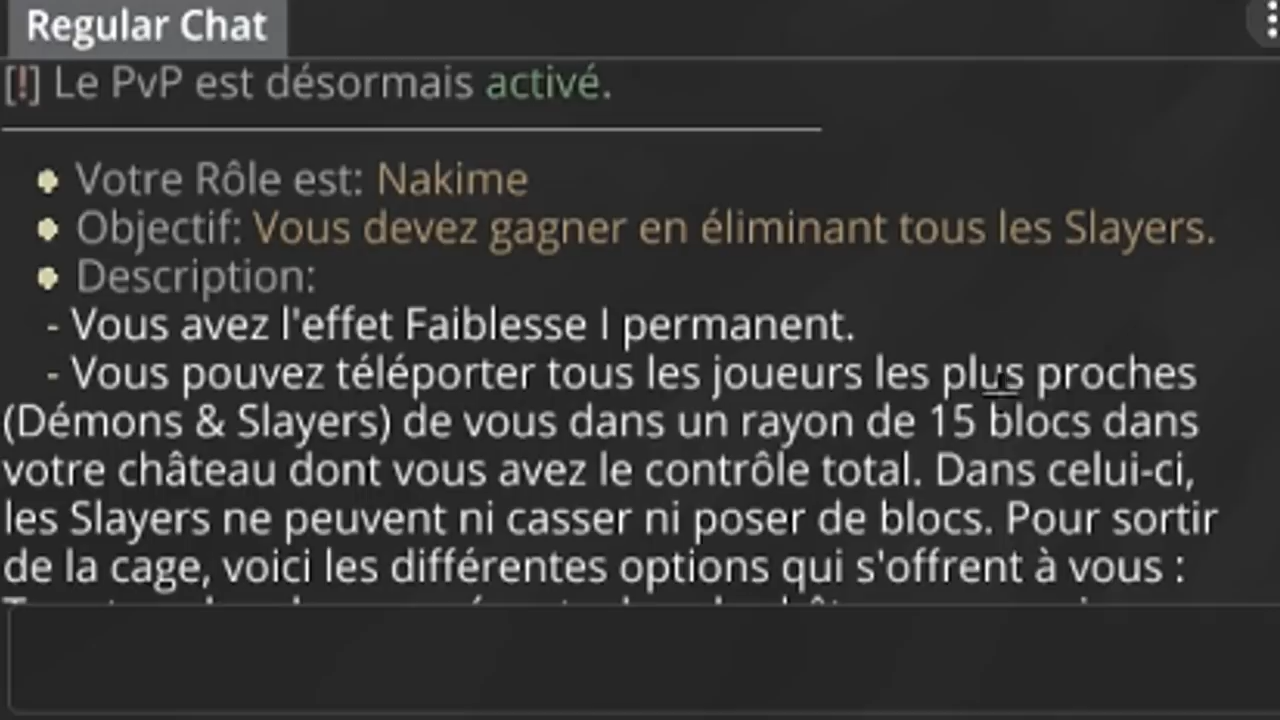 Regular Chat
[!] Le PvP est désormais activé.
Votre Rôle est: Nakime
Objectif: Vous devez gagner en éliminant tous les Slayers.
Description:
- Vous avez l'effet Faiblesse I permanent.
- Vous pouvez téléporter tous les joueurs les plus proches
(Démons & Slayers) de vous dans un rayon de 15 blocs dans
votre château dont vous avez le contrôle total. Dans celui-ci,
les Slayers ne peuvent ni casser ni poser de blocs. Pour sortir
de la cage, voici les différentes options qui s'offrent à vous :